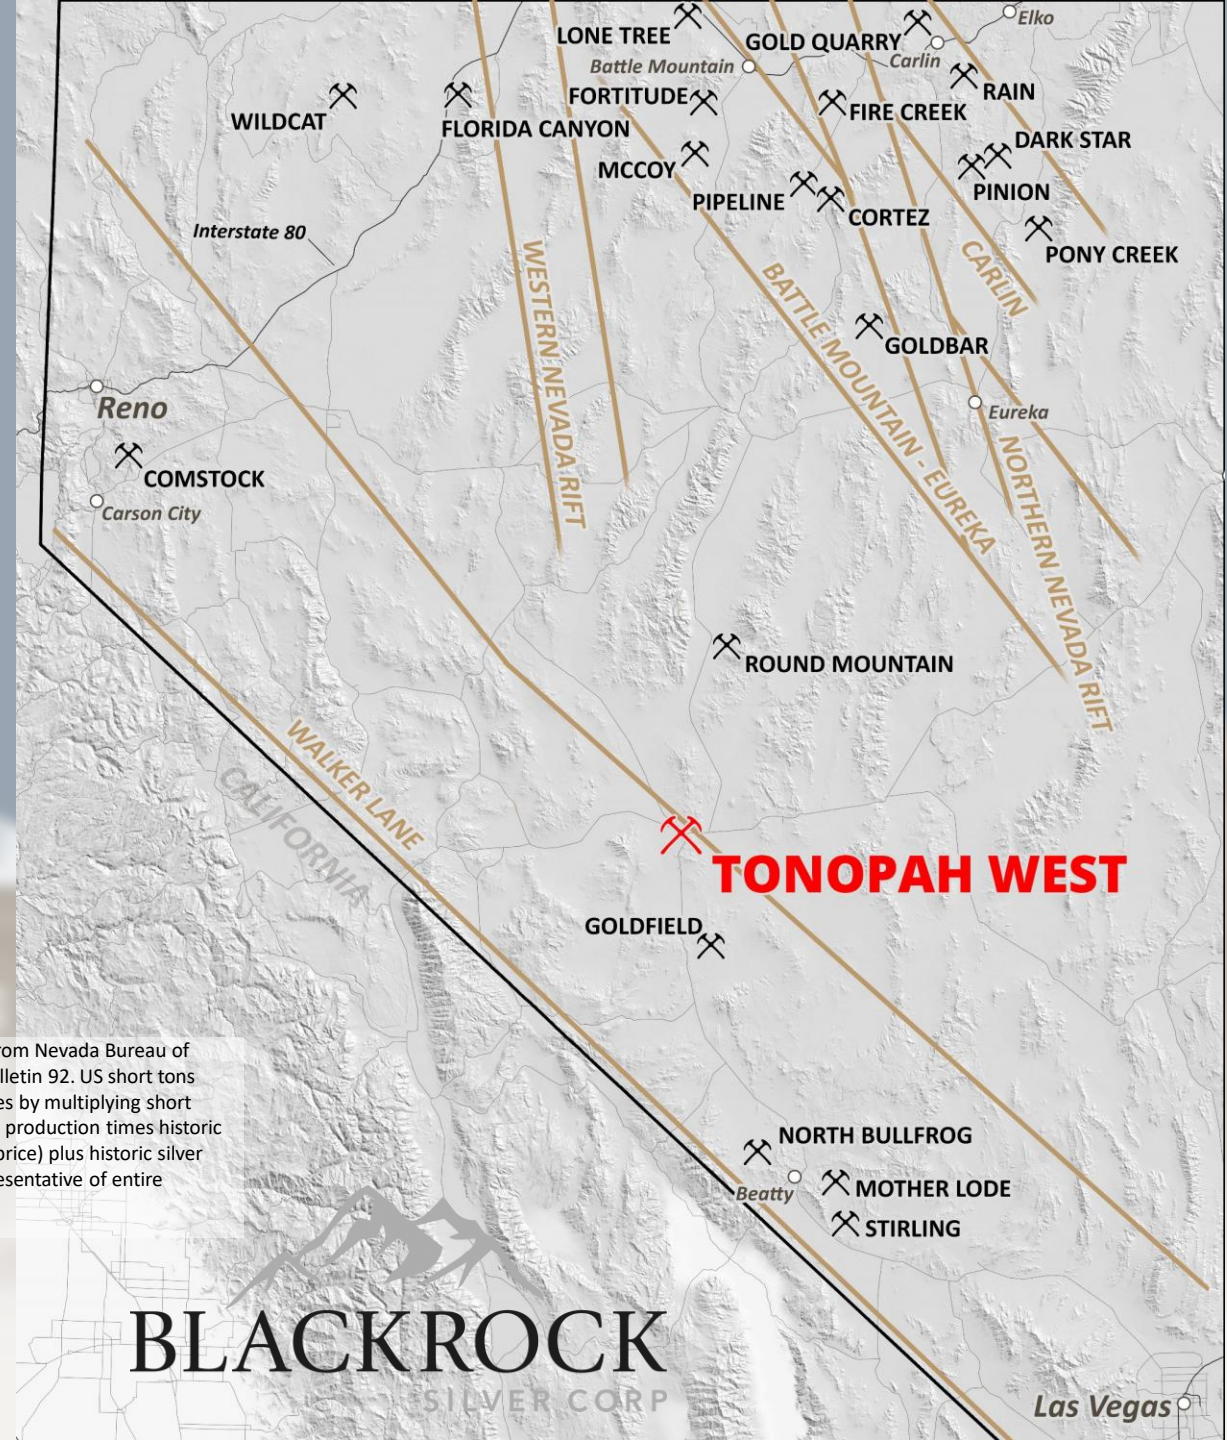 Elko
LONE TREE
GOLD QUARRY
Carlin
Battle Mountain
RAIN
FORTITUDE
FIRE CREEK
WILDCAT
FLORIDA CANYON
DARK STAR
MCCOY
PINION
PIPELINE
CORTEZ
Interstate 80
PONY CREEK
CARLIN
WESTERN NEVADA RIFT
BATTLE MOUNTAIN - EUREKA
GOLDBAR
Reno
Eureka
COMSTOCK
Carson City
NORTHERN NEVADA RIFT
ROUND MOUNTAIN
WALKER LANE
CALIFORNIA
TONOPAH WEST
GOLDFIELD
rom Nevada Bureau of
lletin 92. US short tons
es by multiplying short
production times historic
price) plus historic silver
esentative of entire
NORTH BULLFROG
Beatty
MOTHER LODE
STIRLING
BLACKROCK
SILVER CORP
Las Vegas